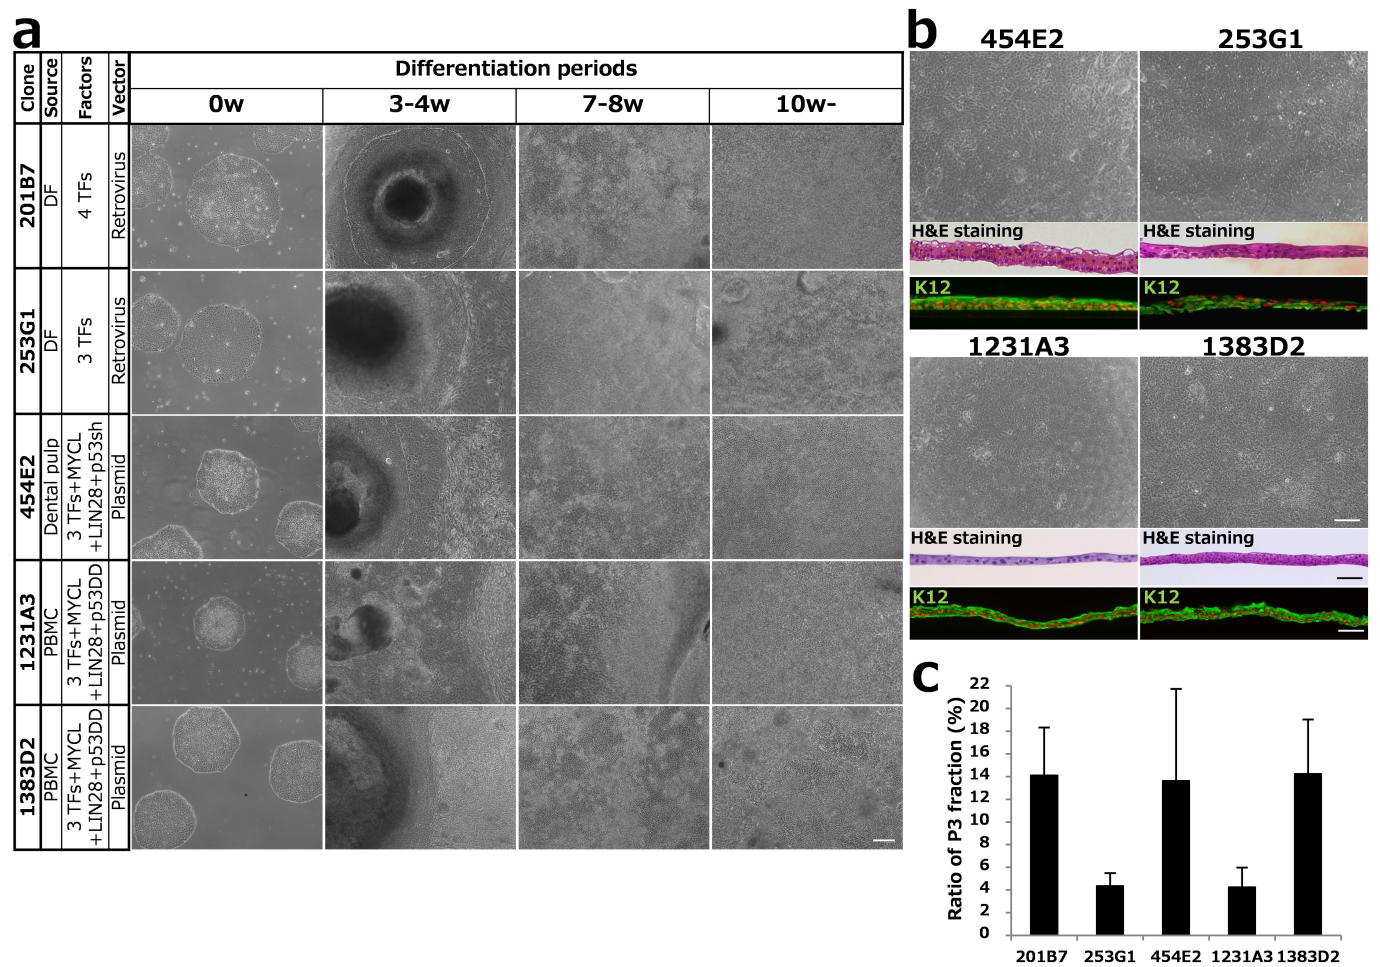 a
Clone
Source
Factors
Vector
Differentiation periods
0w
3-4w
7-8w
10w-
201B7
DF
4 TFs
Retrovirus
253G1
DF
3 TFs
Retrovirus
454E2
Dental pulp
3 TFs+MYCL
+LIN28+p53sh
Plasmid
1231A3
PBMC
3 TFs+MYCL
+LIN28+p53DD
Plasmid
1383D2
PBMC
3 TFs+MYCL
+LIN28+p53DD
Plasmid
b
454E2
253G1
H&E staining
H&E staining
K12
K12
1231A3
1383D2
H&E staining
H&E staining
K12
K12
c
Ratio of P3 fraction (%)
22
20
18
16
14
12
10
8
6
4
2
0
201B7 253G1 454E2 1231A3 1383D2